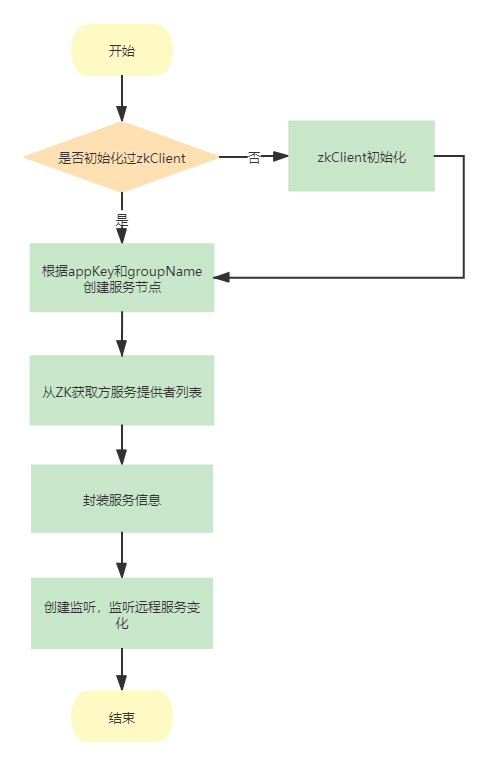 开始
是否初始化过zkClient
否
zkClient初始化
是
根据appKey和groupName
创建服务节点
从ZK获取方服务提供者列表
封装服务信息
创建监听，监听远程服务变
化
结束